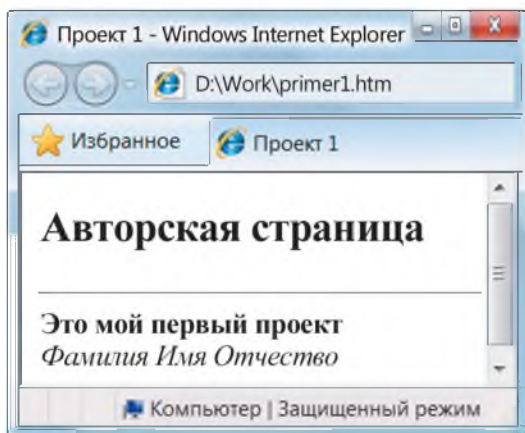 Проект 1 - Windows Internet Explorer
D:\Work\primer1.htm
Избранное
Проект 1
Авторская страница
Это мой первый проект
Фамилия Имя Отчество
Компьютер | Защищенный режим